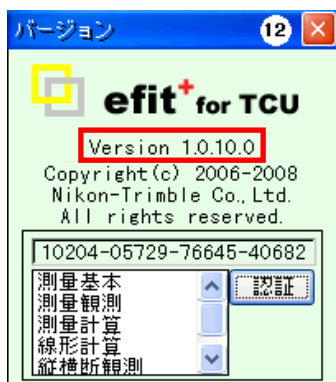 バージョン 12
efit+ for TCU
Version 1.0.10.0
Copyright(c) 2006-2008
Nikon-Trimble Co., Ltd.
All rights reserved.
10204-05729-76645-40682
測量基本 認証
測量観測
測量計算
線形計算
縦横断観測